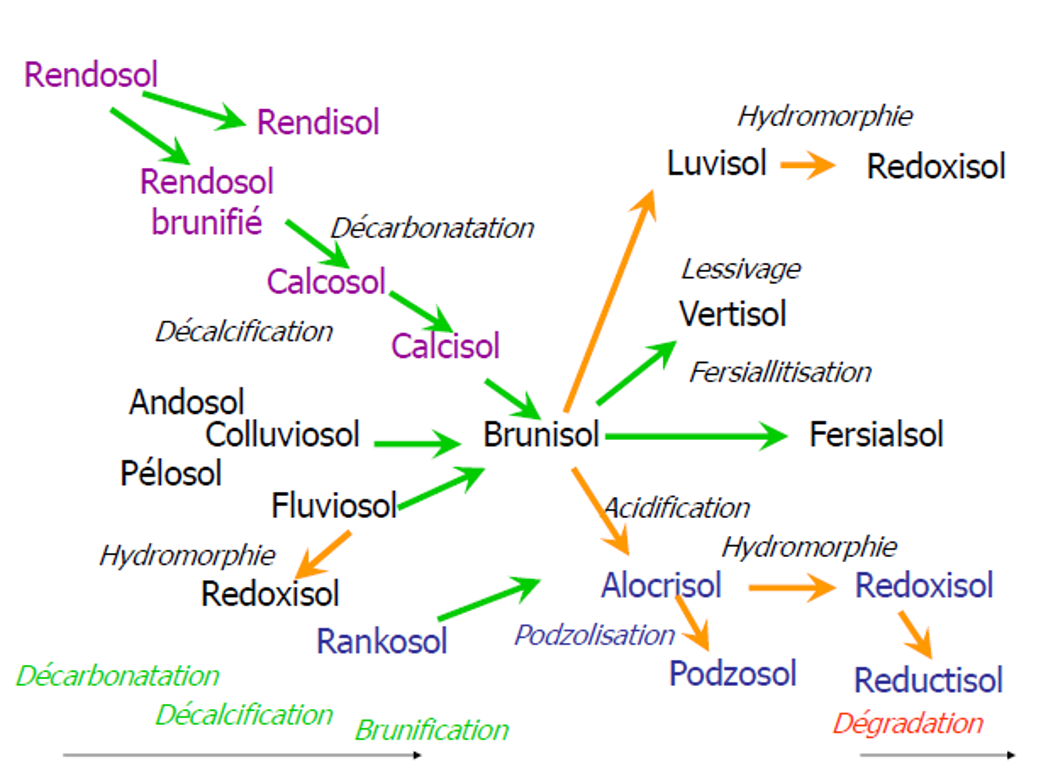 Rendosol
Rendisol
Hydromorphie
Luvisol
Redoxisol
Rendosol
brunifié
Décarbonatation
Calcosol
Lessivage
Vertisol
Décalcification
Calcisol
Fersiallitisation
Andosol
Colluviosol
Brunisol
Fersialsol
Pélosol
Fluviosol
Acidification
Hydromorphie
Hydromorphie
Redoxisol
Alocrisol
Redoxisol
Rankosol
Podzolisation
Podzosol
Reductisol
Décarbonatation
Décalcification
Brunification
Dégradation